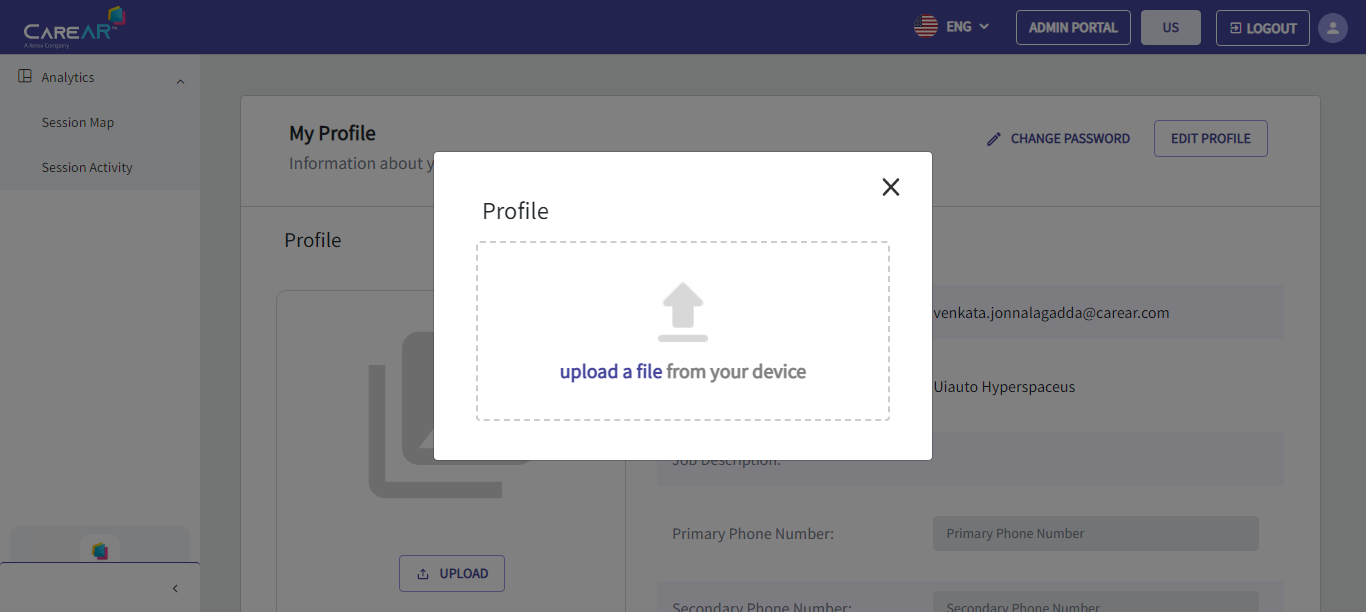 CAREAR™
A Xerox Company
ENG
ADMIN PORTAL
US
LOGOUT
Analytics
Session Map
Session Activity
My Profile
Information about y
CHANGE PASSWORD
EDIT PROFILE
Profile
Profile
upload a file from your device
venkata.jonnalagadda@carear.com
Uiauto Hyperspaceus
Job Description:
Primary Phone Number:
Primary Phone Number
UPLOAD
Secondary Phone Number:
Secondary Phone Number